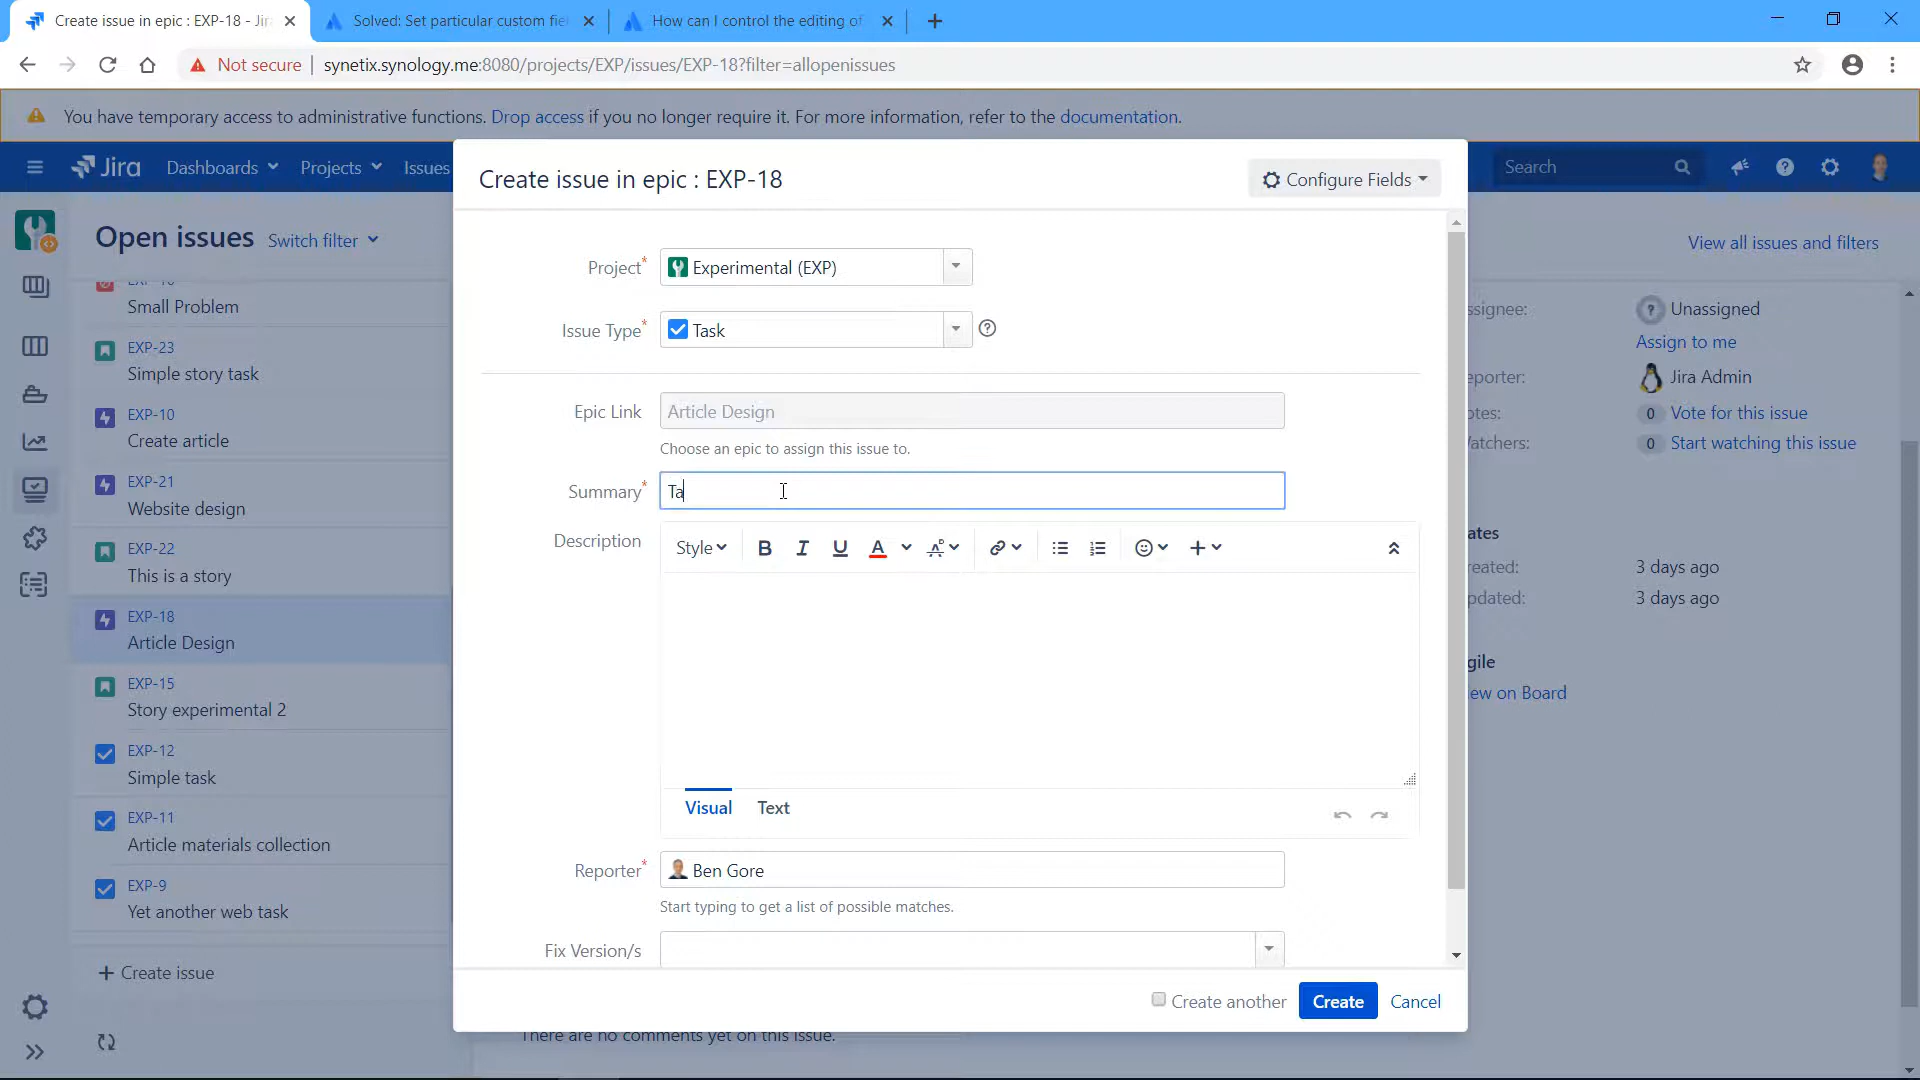 Create issue in epic : EXP-18 - Jir
Solved: Set particular custom fie
How can I control the editing of
Not secure
synetix.synology.me:8080/projects/EXP/issues/EXP-18?filter=allopenissues
You have temporary access to administrative functions. Drop access if you no longer require it. For more information, refer to the documentation.
Jira
Dashboards
Projects
Issues
Search
Open issues
Switch filter
View all issues and filters
Small Problem
EXP-23
Simple story task
EXP-10
Create article
EXP-21
Website design
EXP-22
This is a story
EXP-18
Article Design
EXP-15
Story experimental 2
EXP-12
Simple task
EXP-11
Article materials collection
EXP-9
Yet another web task
+ Create issue
Create issue in epic : EXP-18
Configure Fields
Project*
Experimental (EXP)
Issue Type*
Task
Epic Link
Article Design
Choose an epic to assign this issue to.
Summary*
Ta
Description
Style
B I U A
Visual
Text
Reporter*
Ben Gore
Start typing to get a list of possible matches.
Fix Version/s
Create another
Create
Cancel
There are no comments yet on this issue.
ssignee:
Unassigned
Assign to me
eporter:
Jira Admin
otes:
0 Vote for this issue
atchers:
0 Start watching this issue
ates
reated:
3 days ago
pdated:
3 days ago
gile
ew on Board